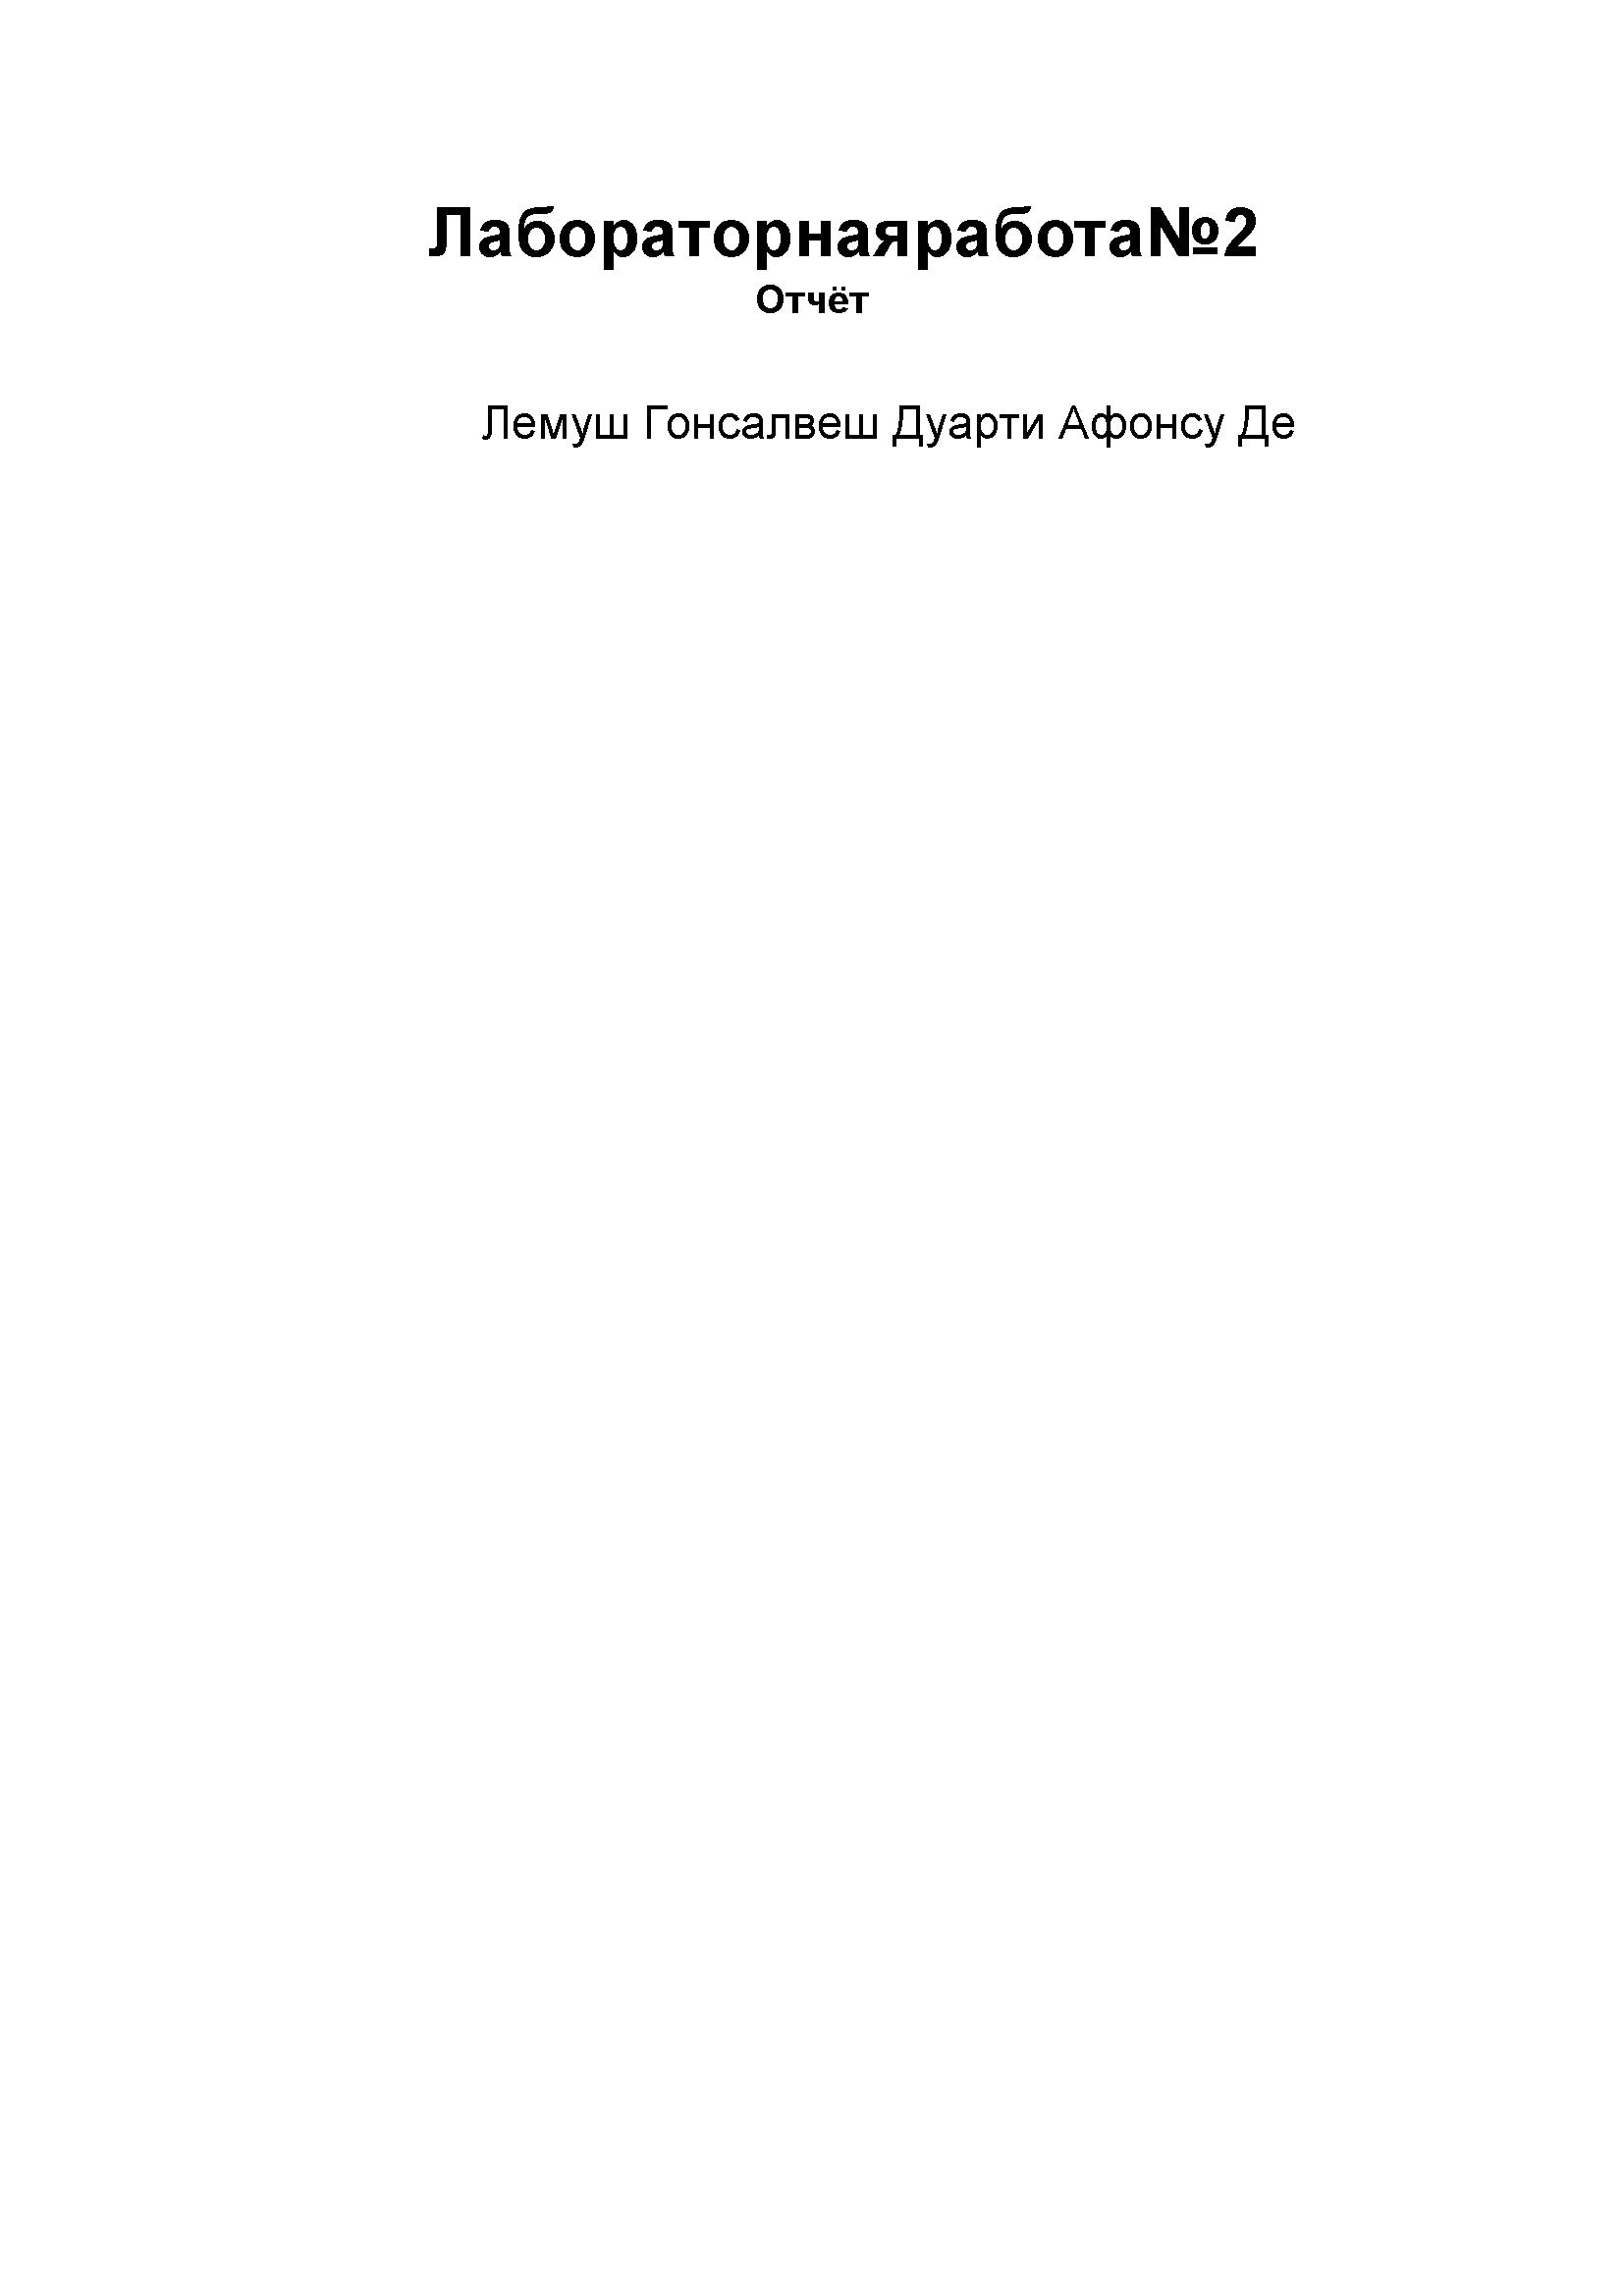 Лабораторнаяработа№2
Отчёт
Лемуш Гонсалвеш Дуарти Афонсу Де